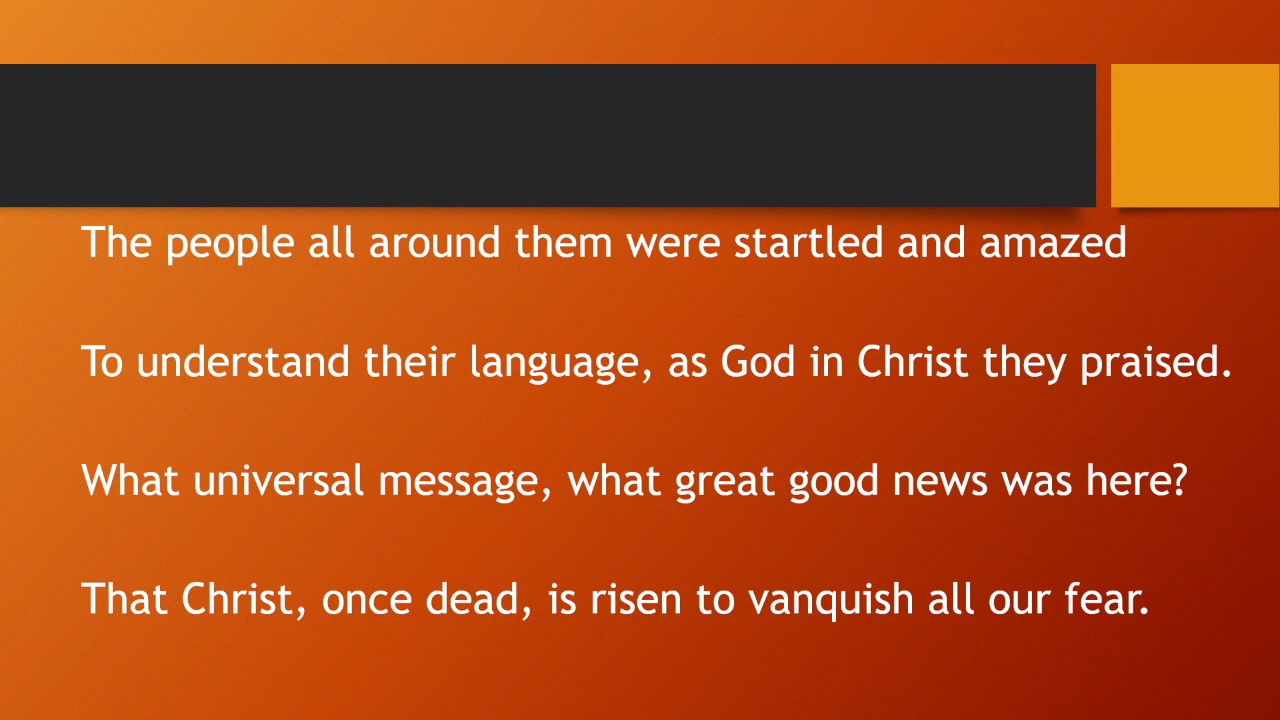 The people all around them were startled and amazed
To understand their language, as God in Christ they praised.
What universal message, what great good news was here?
That Christ, once dead, is risen to vanquish all our fear.